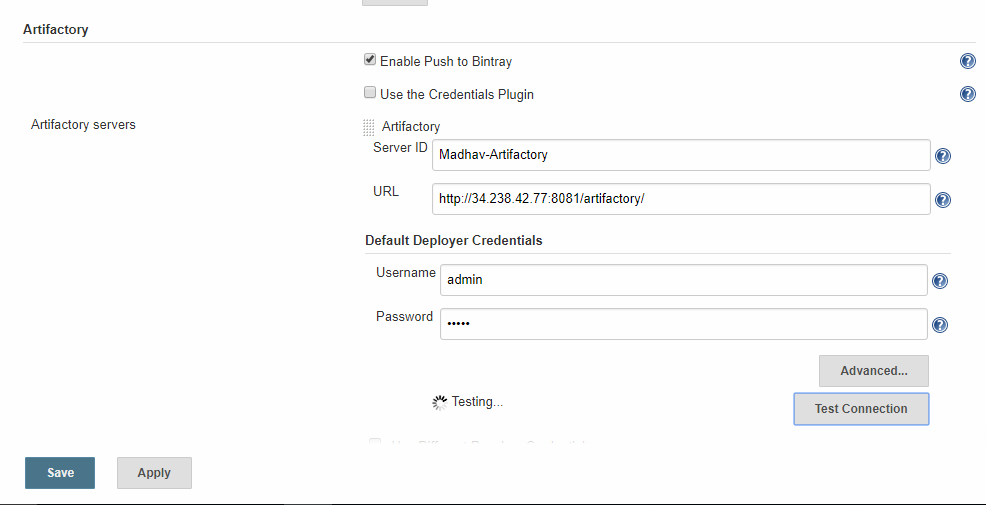 Artifactory
Enable Push to Bintray
Use the Credentials Plugin
Artifactory servers
Artifactory
Server ID
Madhav-Artifactory
URL
http://34.238.42.77:8081/artifactory/
Default Deployer Credentials
Username
admin
Password
•••••
Advanced...
Testing...
Test Connection
Save
Apply